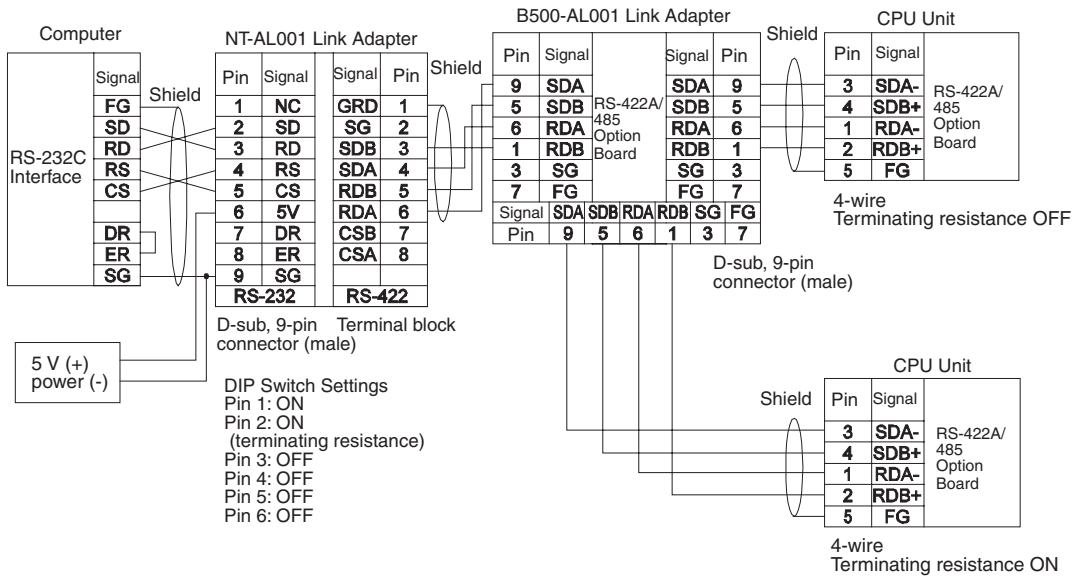 Computer
Signal
FG
SD
RD
RS
CS
DR
ER
SG
RS-232C
Interface
Shield
NT-AL001 Link Adapter
Pin Signal
1 NC
2 SD
3 RD
4 RS
5 CS
6 5V
7 DR
8 ER
9 SG
RS-232
Signal Pin
GRD 1
SG 2
SDB 3
SDA 4
RDB 5
RDA 6
CSB 7
CSA 8
RS-422
D-sub, 9-pin
connector (male)
Terminal block
5 V (+)
power (-)
DIP Switch Settings
Pin 1: ON
Pin 2: ON
(terminating resistance)
Pin 3: OFF
Pin 4: OFF
Pin 5: OFF
Pin 6: OFF
Shield
B500-AL001 Link Adapter
Pin Signal
9 SDA
5 SDB
6 RDA
1 RDB
3 SG
7 FG
RS-422A/
485
Option
Board
Signal Pin
SDA 9
SDB 5
RDA 6
RDB 1
SG 3
FG 7
Signal SDA SDB RDA RDB SG FG
Pin 9 5 6 1 3 7
D-sub, 9-pin
connector (male)
Shield
CPU Unit
Pin Signal
3 SDA-
4 SDB+
1 RDA-
2 RDB+
5 FG
RS-422A/
485
Option
Board
4-wire
Terminating resistance OFF
CPU Unit
Shield
Pin Signal
3 SDA-
4 SDB+
1 RDA-
2 RDB+
5 FG
RS-422A/
485
Option
Board
4-wire
Terminating resistance ON